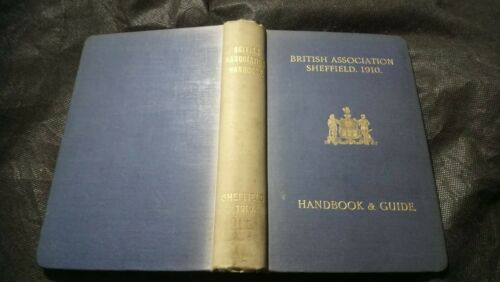 BRITISH
ASSOCIATION
HANDBOOK
SHEFFIELD
1910.
BRITISH ASSOCIATION
SHEFFIELD. 1910.
HANDBOOK & GUIDE.